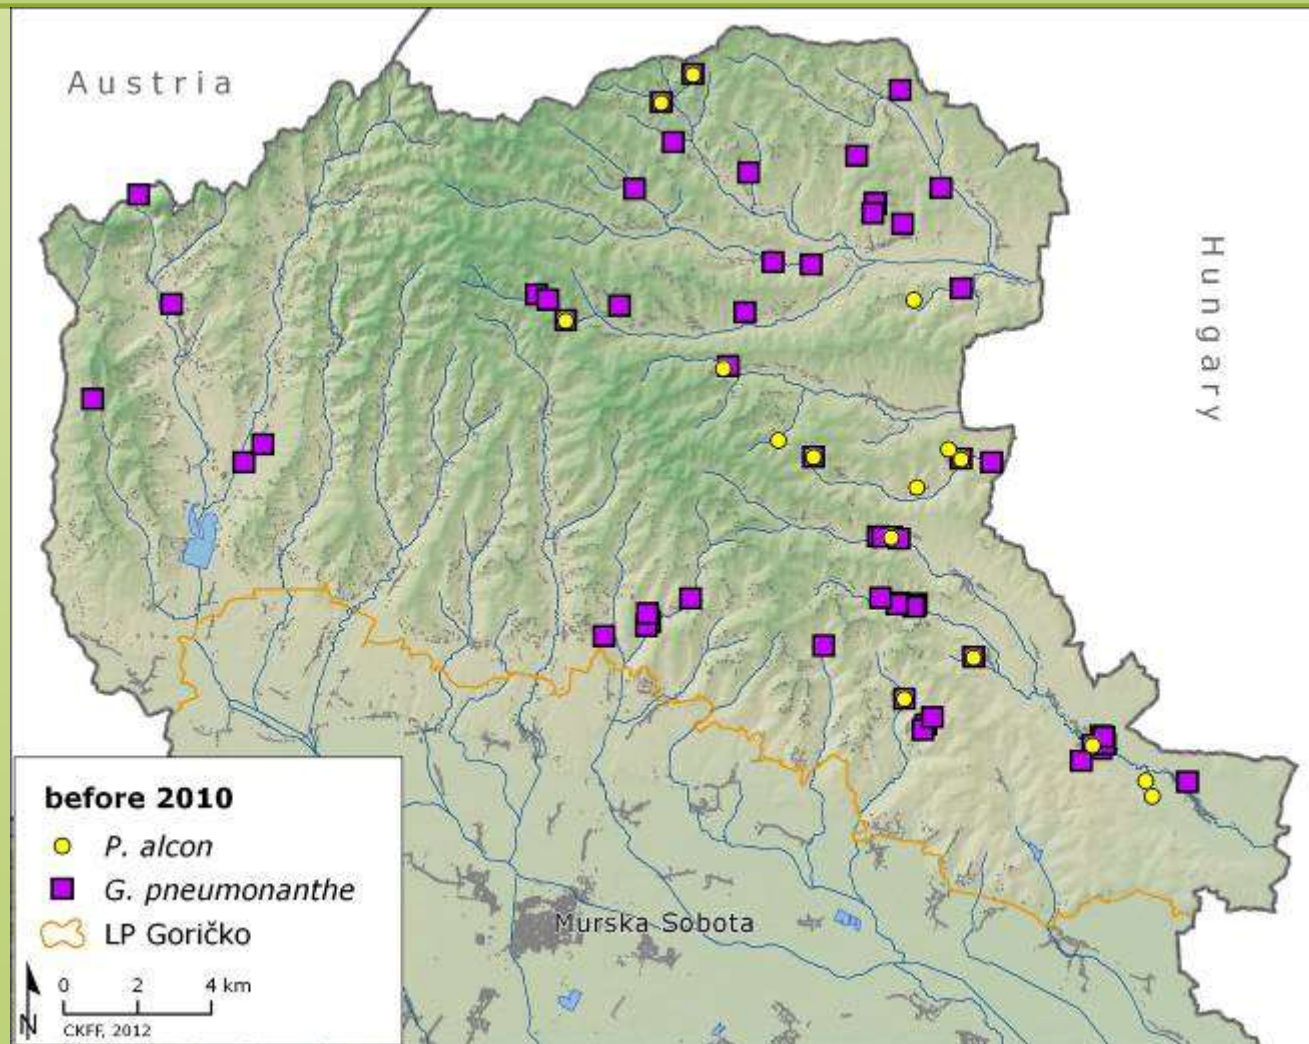 Austria
Hungary
before 2010
P. alcon
G. pneumonanthe
LP Goričko
Murska Sobota
0 2 4 km
N
CKFF, 2012